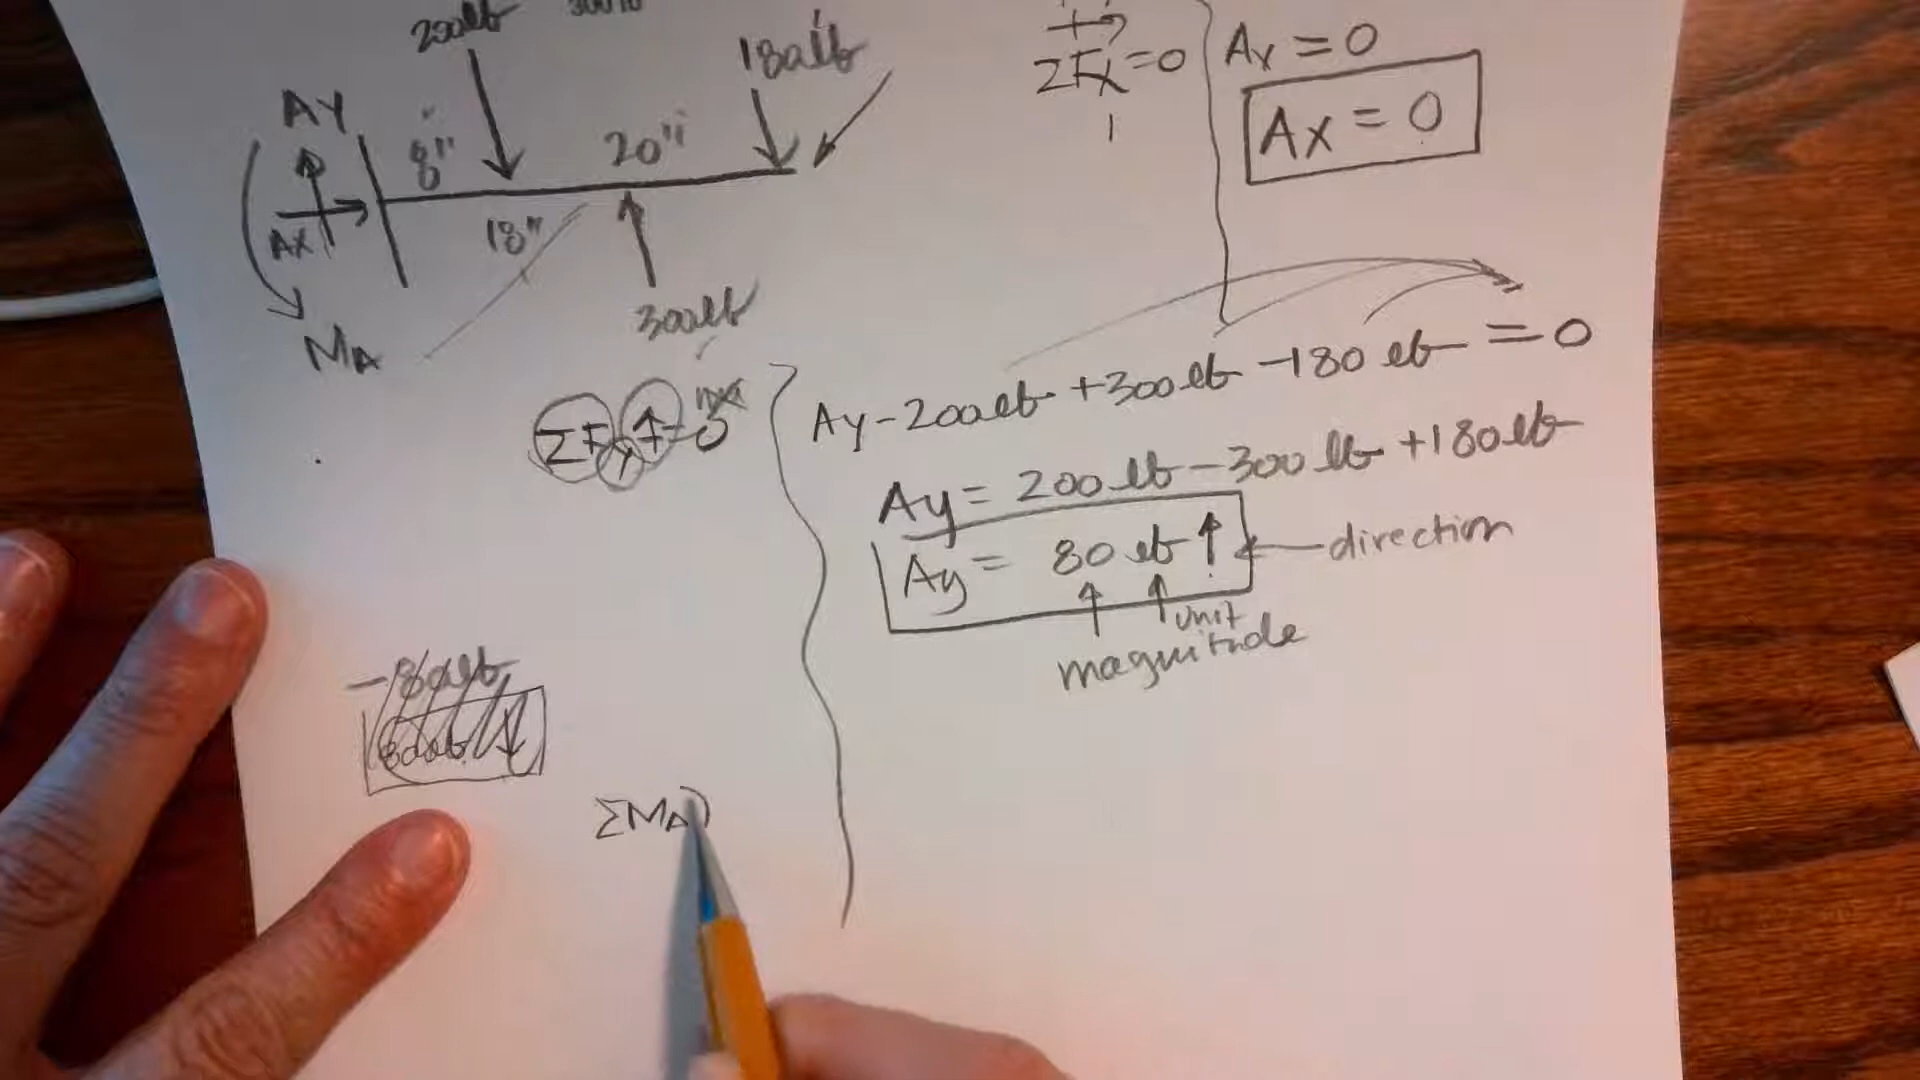 200lb
180lb
AY
8"
20"
AX
18"
MA
300lb
ΣFx=0
Ax = 0
Ax = 0
ΣFy↑=0
Ay-200lb +300lb -180lb = 0
Ay = 200lb -300lb +180lb
Ay = 80lb↑
direction
unit
magnitude
ΣMA)